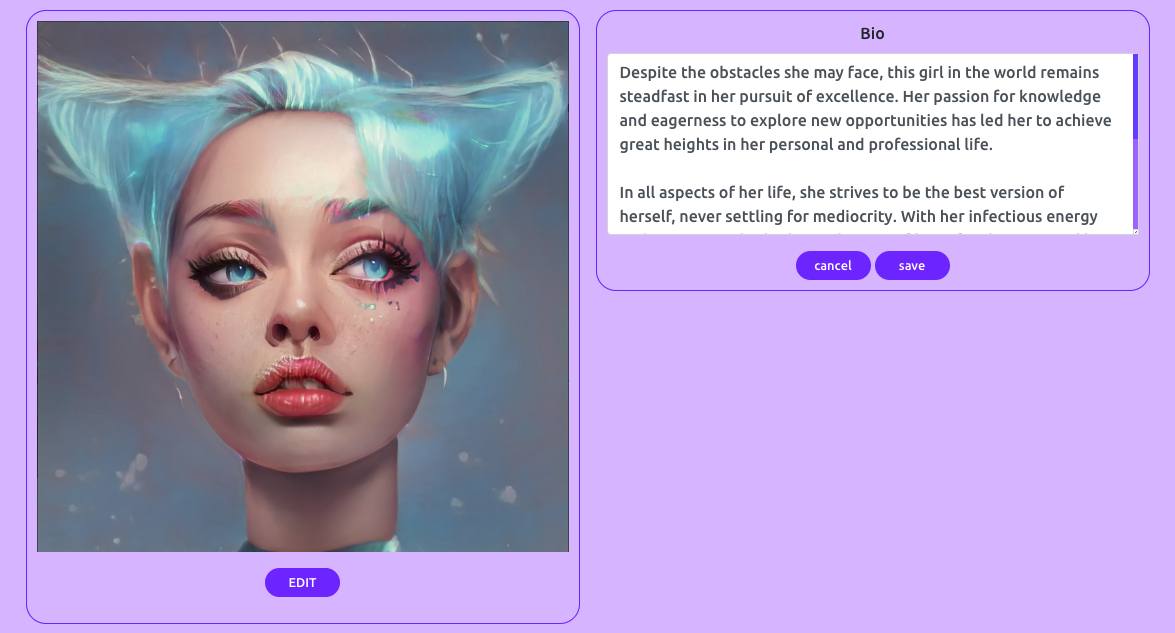 Bio
Despite the obstacles she may face, this girl in the world remains
steadfast in her pursuit of excellence. Her passion for knowledge
and eagerness to explore new opportunities has led her to achieve
great heights in her personal and professional life.
In all aspects of her life, she strives to be the best version of
herself, never settling for mediocrity. With her infectious energy
cancel save
EDIT